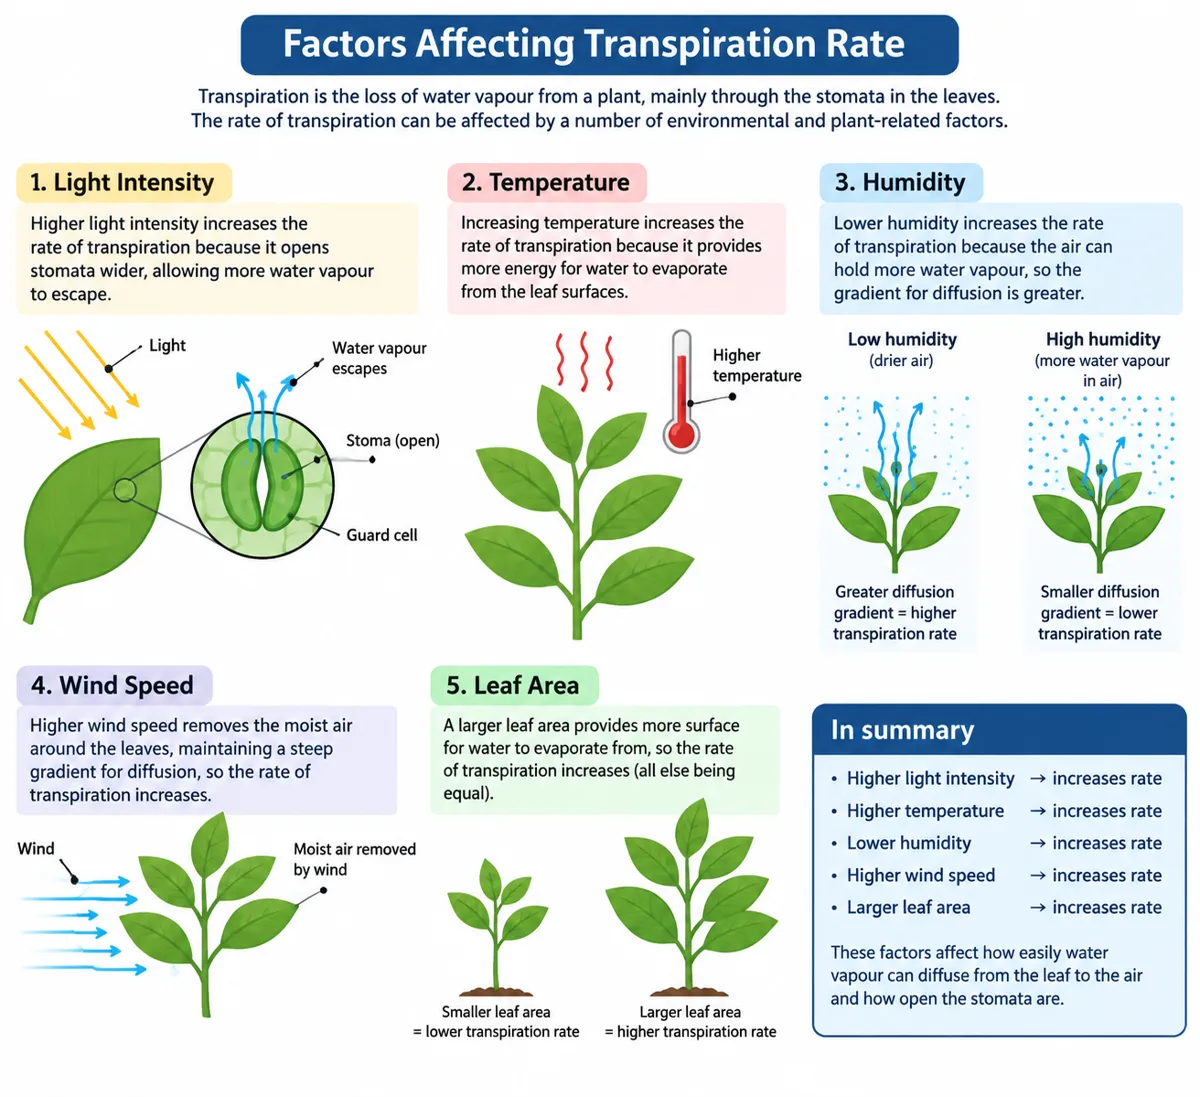 Factors Affecting Transpiration Rate
Transpiration is the loss of water vapour from a plant, mainly through the stomata in the leaves.
The rate of transpiration can be affected by a number of environmental and plant-related factors.
1. Light Intensity
Higher light intensity increases the
rate of transpiration because it opens
stomata wider, allowing more water vapour
to escape.
Light
Water vapour
escapes
Stoma (open)
Guard cell
2. Temperature
Increasing temperature increases the
rate of transpiration because it provides
more energy for water to evaporate
from the leaf surfaces.
Higher
temperature
3. Humidity
Lower humidity increases the rate
of transpiration because the air can
hold more water vapour, so the
gradient for diffusion is greater.
Low humidity
(drier air)
Greater diffusion
gradient = higher
transpiration rate
High humidity
(more water vapour
in air)
Smaller diffusion
gradient = lower
transpiration rate
4. Wind Speed
Higher wind speed removes the moist air
around the leaves, maintaining a steep
gradient for diffusion, so the rate of
transpiration increases.
Wind
Moist air removed
by wind
5. Leaf Area
A larger leaf area provides more surface
for water to evaporate from, so the rate
of transpiration increases (all else being
equal).
Smaller leaf area
= lower transpiration rate
Larger leaf area
= higher transpiration rate
In summary
• Higher light intensity → increases rate
• Higher temperature → increases rate
• Lower humidity → increases rate
• Higher wind speed → increases rate
• Larger leaf area → increases rate
These factors affect how easily water
vapour can diffuse from the leaf to the air
and how open the stomata are.